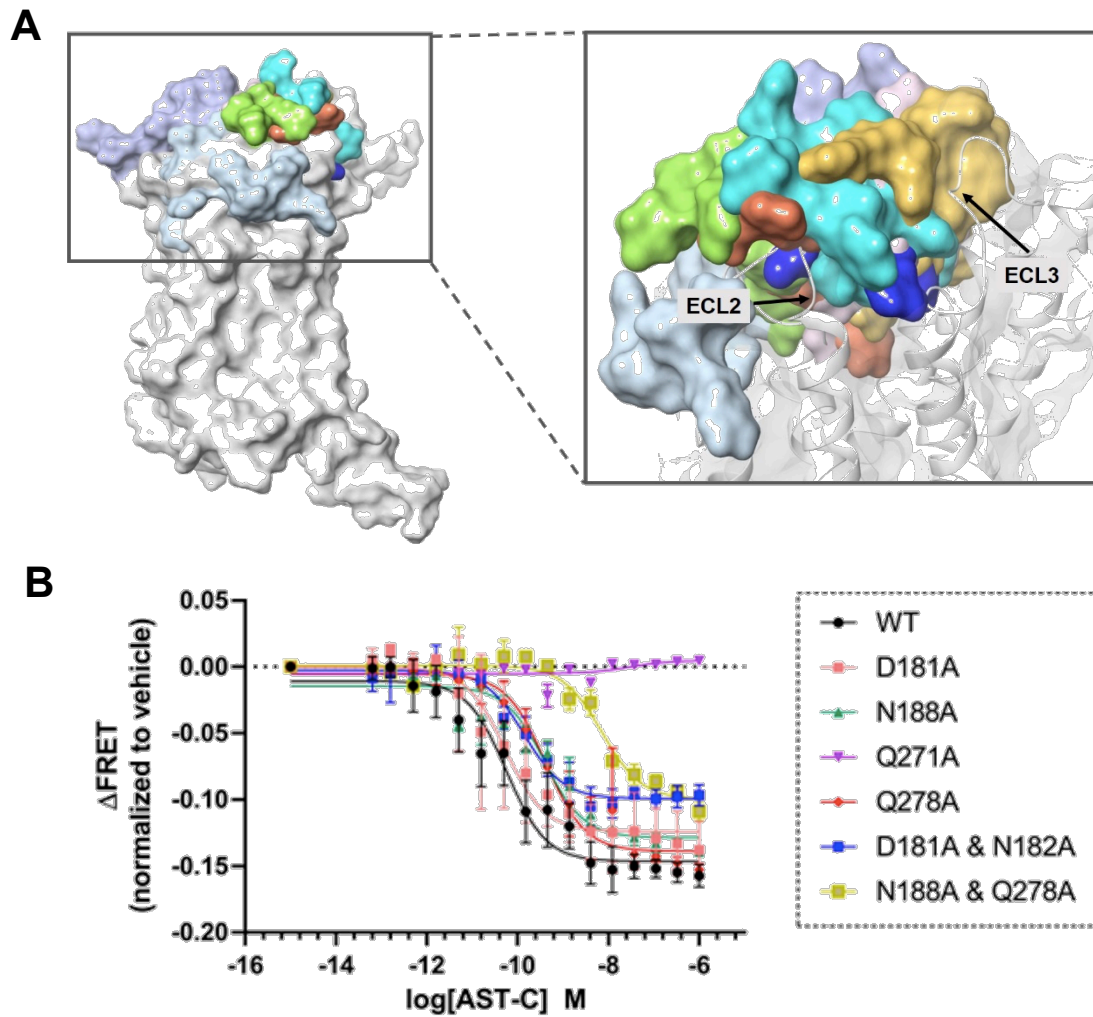 A
ECL2
ECL3
B
0.05
0.00
-0.05
-0.10
-0.15
-0.20
ΔFRET
(normalized to vehicle)
-16
-14
-12
-10
-8
-6
log[AST-C] M
WT
D181A
N188A
Q271A
Q278A
D181A & N182A
N188A & Q278A